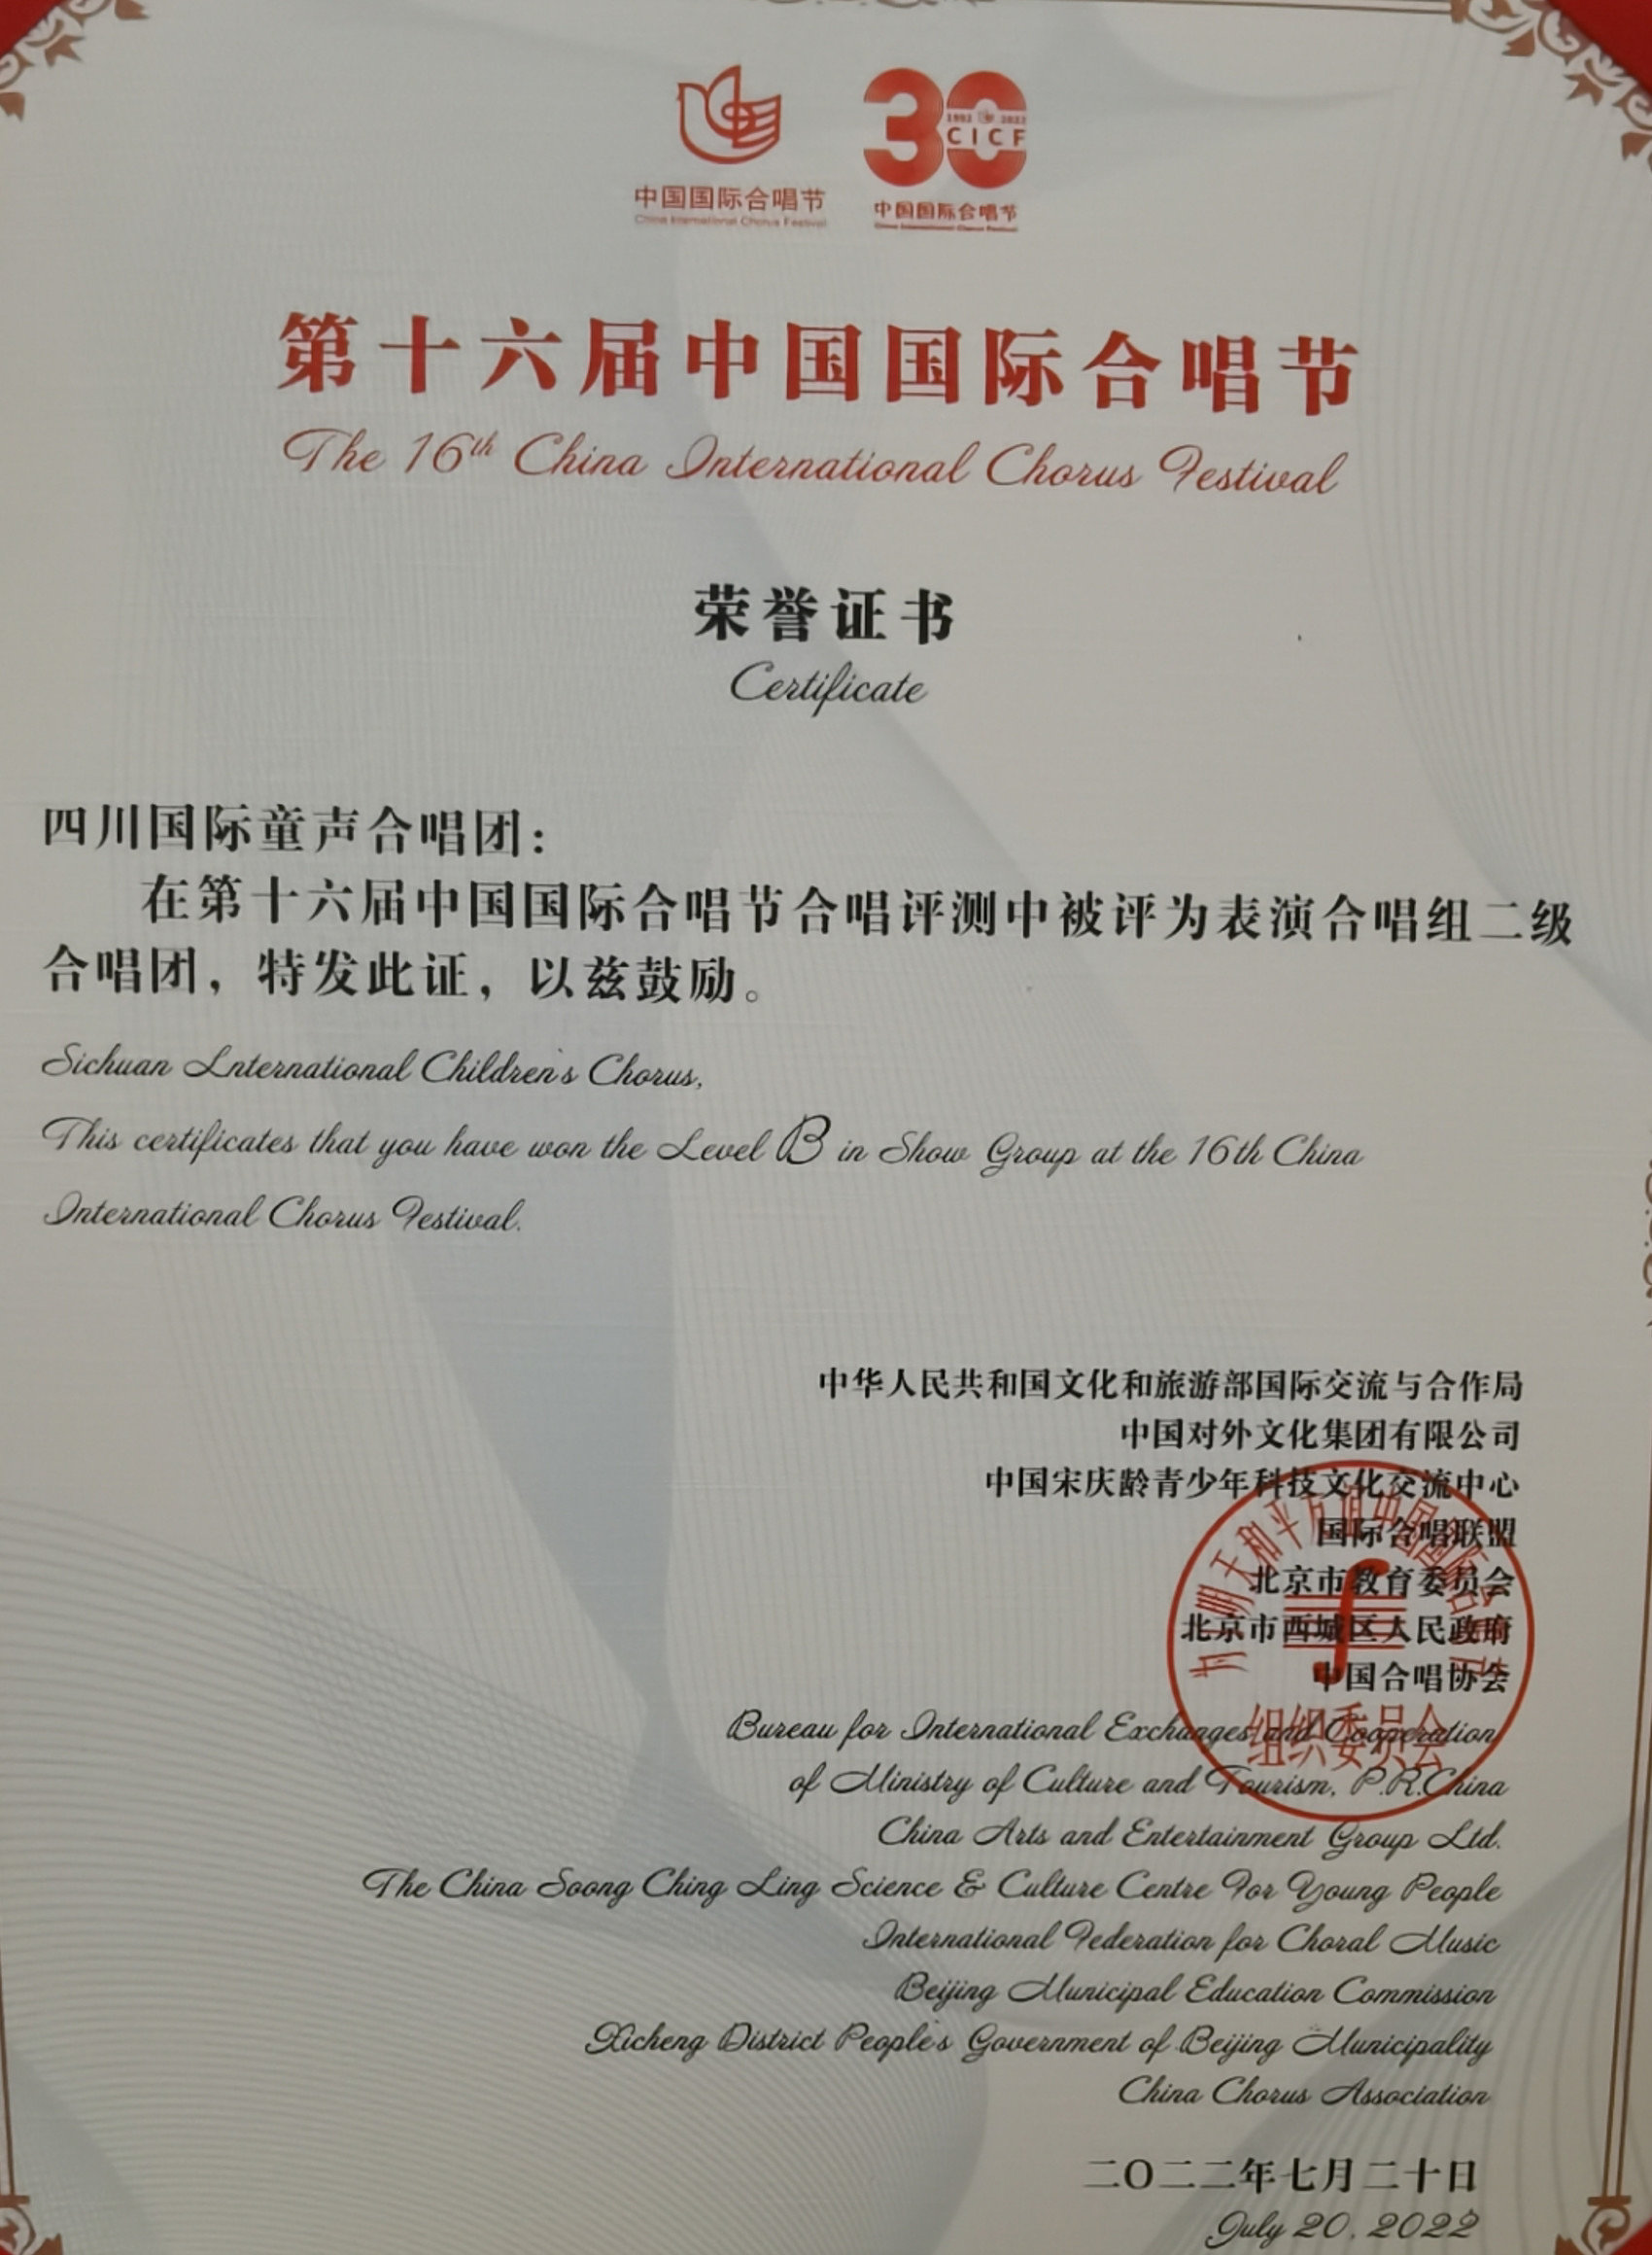 中国国际合唱节
China International Chorus Festival
30
1992 2022
CICF
中国国际合唱节
China International Chorus Festival
第十六届中国国际合唱节
The 16th China International Chorus Festival
荣誉证书
Certificate
四川国际童声合唱团：
在第十六届中国国际合唱节合唱评测中被评为表演合唱组二级
合唱团，特发此证，以兹鼓励。
Sichuan Lnternational Children's Chorus,
This certificates that you have won the Level B in Show Group at the 16th China
International Chorus Festival.
中华人民共和国文化和旅游部国际交流与合作局
中国对外文化集团有限公司
中国宋庆龄青少年科技文化交流中心
国际合唱联盟
北京市教育委员会
北京市西城区人民政府
中国合唱协会
组织委员会
Bureau for International Exchanges and Cooperation
of Ministry of Culture and Tourism, P.R.China
China Arts and Entertainment Group Ltd.
The China Soong Ching Ling Science & Culture Centre For Young People
International Federation for Choral Music
Beijing Municipal Education Commission
Xicheng District People's Government of Beijing Municipality
China Chorus Association
二〇二二年七月二十日
July 20, 2022